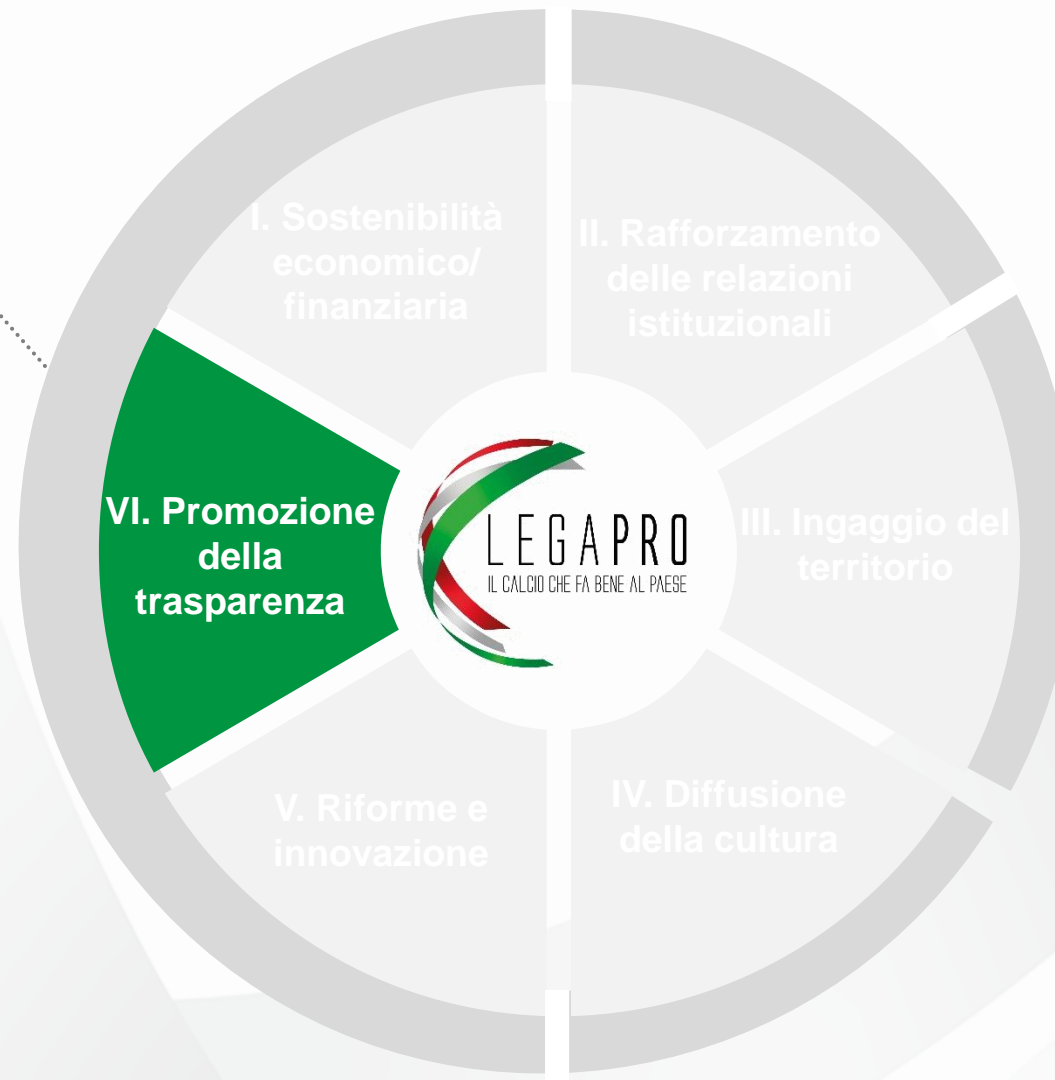 I. Sostenibilità
economico/
finanziaria
II. Rafforzamento
delle relazioni
istituzionali
III. Ingaggio del
territorio
IV. Diffusione
della cultura
V. Riforme e
innovazione
VI. Promozione
della
trasparenza
LEGAPRO
IL CALCIO CHE FA BENE AL PAESE